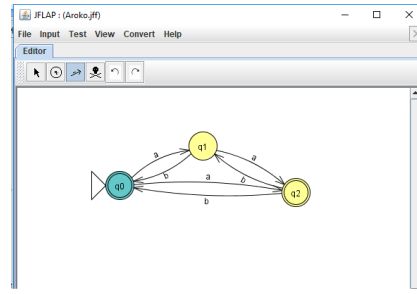 JFLAP : (Aroko.jff)
File Input Test View Convert Help
Editor
q1
a a
b b
q0 a q2
b